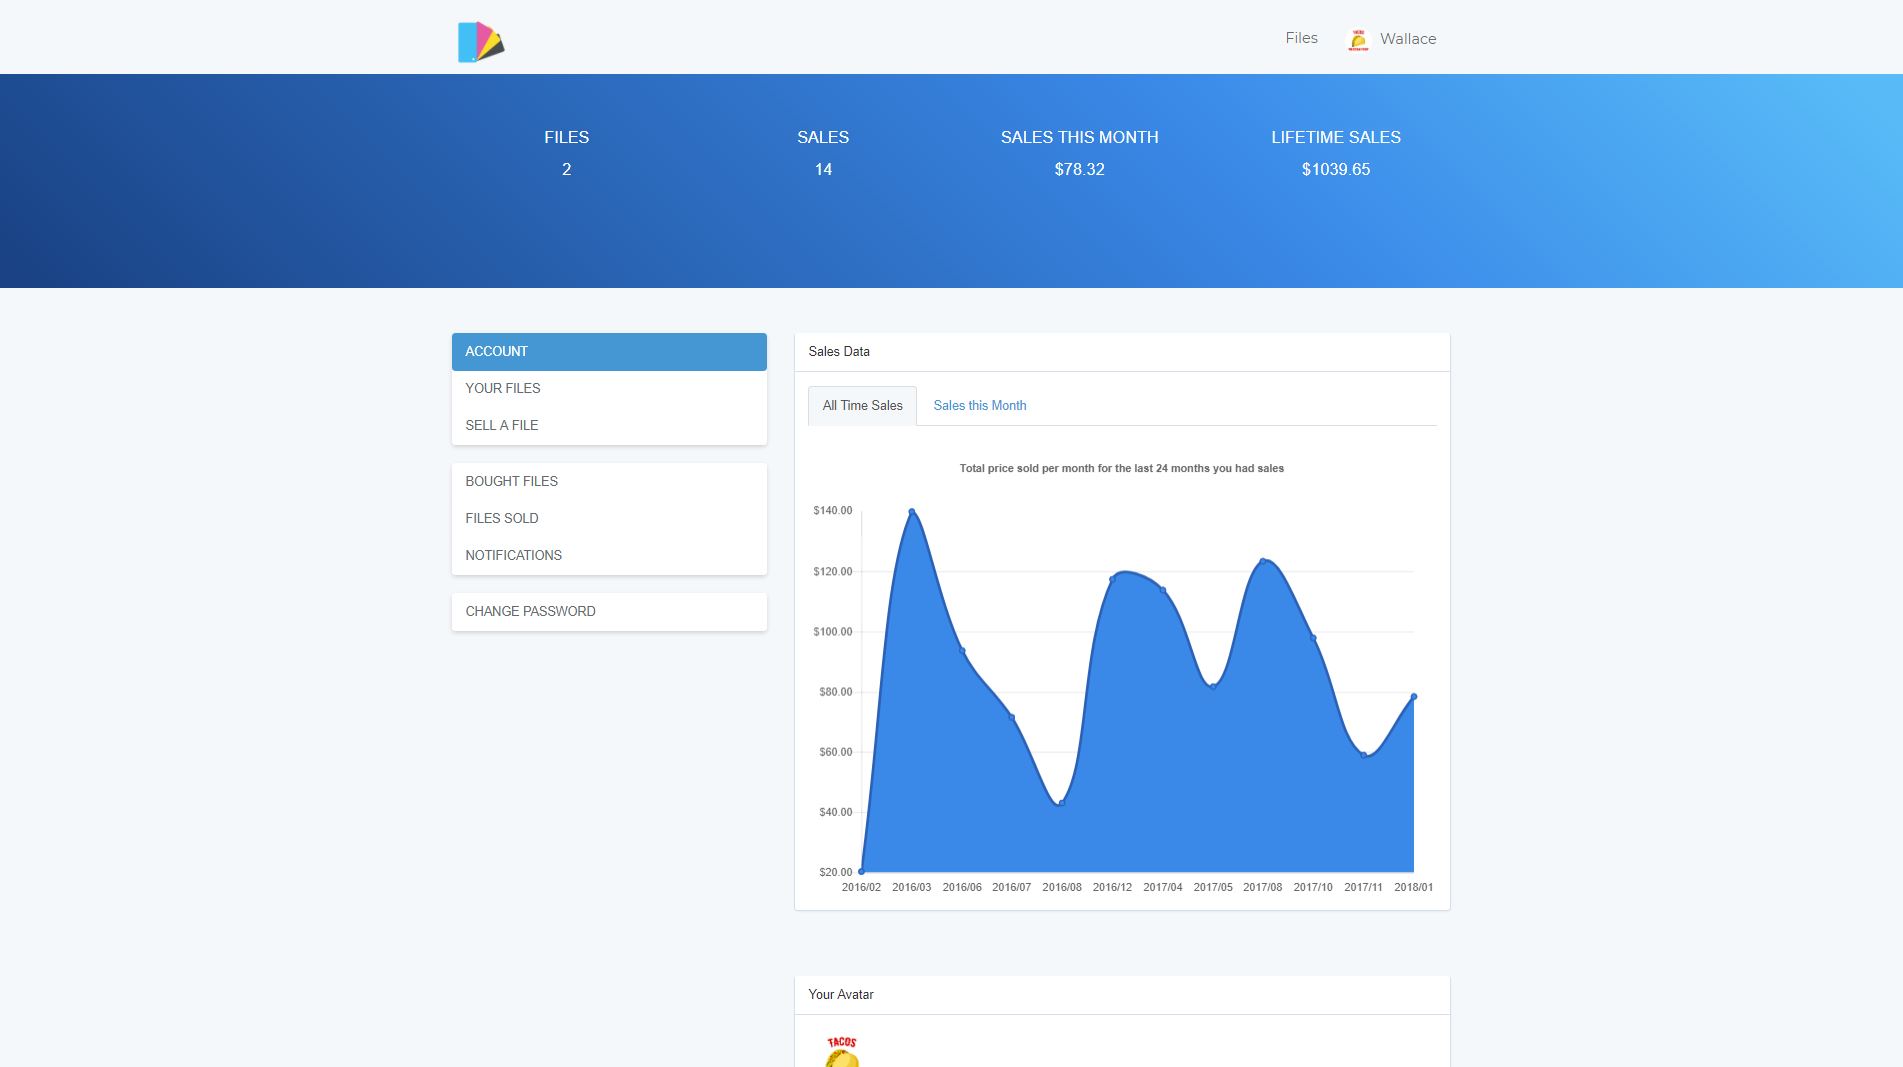 Files
Wallace
FILES
SALES
SALES THIS MONTH
LIFETIME SALES
2
14
$78.32
$1039.65
ACCOUNT
YOUR FILES
SELL A FILE
BOUGHT FILES
FILES SOLD
NOTIFICATIONS
CHANGE PASSWORD
Sales Data
All Time Sales
Sales this Month
Total price sold per month for the last 24 months you had sales
$140.00
$120.00
$100.00
$80.00
$60.00
$40.00
$20.00
2016/02 2016/03 2016/06 2016/07 2016/08 2016/12 2017/04 2017/05 2017/08 2017/10 2017/11 2018/01
Your Avatar
TACOS